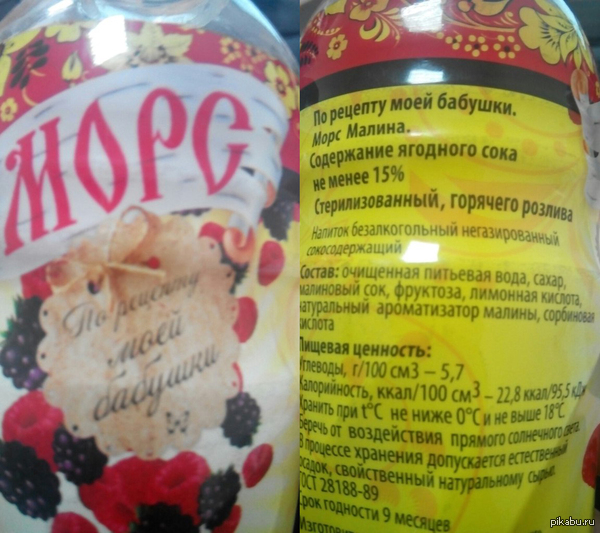 МОРС
По рецепту
моей
бабушки
По рецепту моей бабушки.
Морс Малина.
Содержание ягодного сока
не менее 15%
Стерилизованный, горячего розлива
Напиток безалкогольный негазированный
сокосодержащий
Состав: очищенная питьевая вода, сахар,
малиновый сок, фруктоза, лимонная кислота,
натуральный ароматизатор малины, сорбиновая
кислота
Пищевая ценность:
Углеводы, г/100 см3 – 5,7
Калорийность, ккал/100 см3 – 22,8 ккал/95,5 кДж
Хранить при t°C не ниже 0°C и не выше 18°C.
Беречь от воздействия прямого солнечного света.
В процессе хранения допускается естественный
осадок, свойственный натуральному сырью.
ГОСТ 28188-89
Срок годности 9 месяцев
pikabu.ru